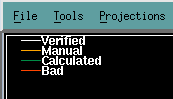 File Tools Projections
Verified
Manual
Calculated
Bad